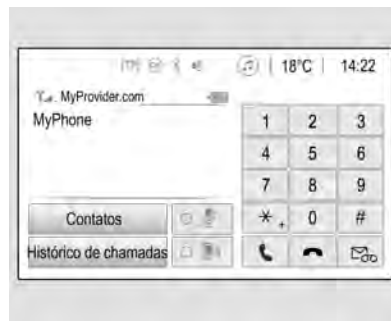 18°C 14:22
MyProvider.com
MyPhone
1 2 3
4 5 6
7 8 9
* + 0 #
Contatos
Histórico de chamadas